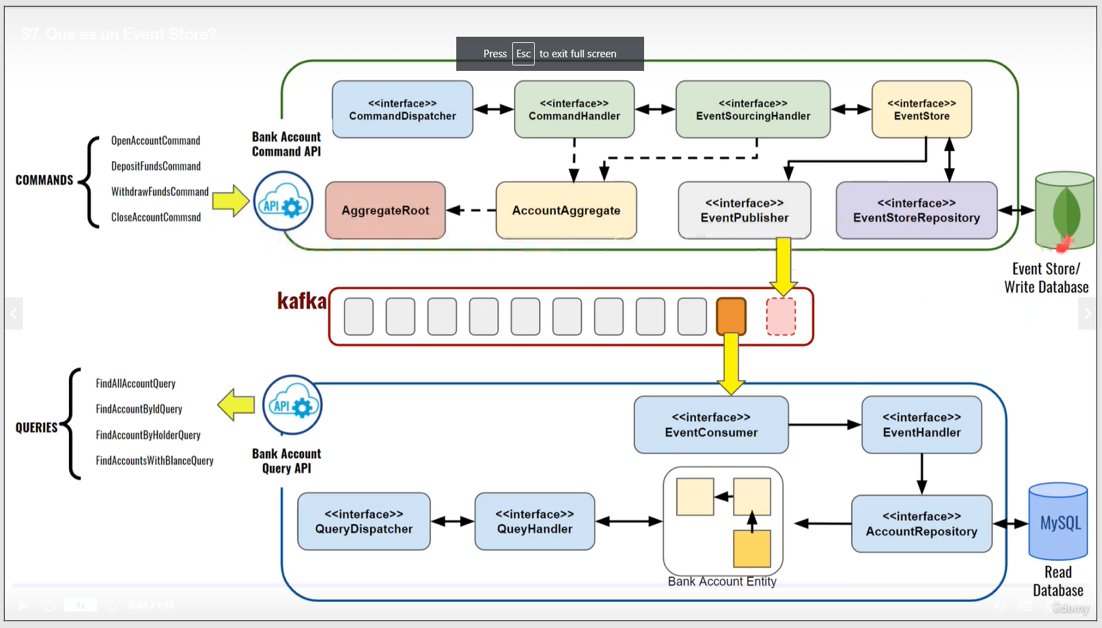 37. Que es un Event Store?
Press Esc to exit full screen
<<interface>>
CommandDispatcher
<<interface>>
CommandHandler
<<interface>>
EventSourcingHandler
<<interface>>
EventStore
Bank Account
Command API
COMMANDS
OpenAccountCommand
DepositFundsCommand
WithdrawFundsCommand
CloseAccountCommsnd
API
AggregateRoot
AccountAggregate
<<interface>>
EventPublisher
<<interface>>
EventStoreRepository
Event Store/
Write Database
kafka
QUERIES
FindAllAccountQuery
FindAccountByIdQuery
FindAccountByHolderQuery
FindAccountsWithBlanceQuery
API
Bank Account
Query API
<<interface>>
EventConsumer
<<interface>>
EventHandler
<<interface>>
QueryDispatcher
<<interface>>
QueyHandler
Bank Account Entity
<<interface>>
AccountRepository
MySQL
Read
Database
1x
ûdemy